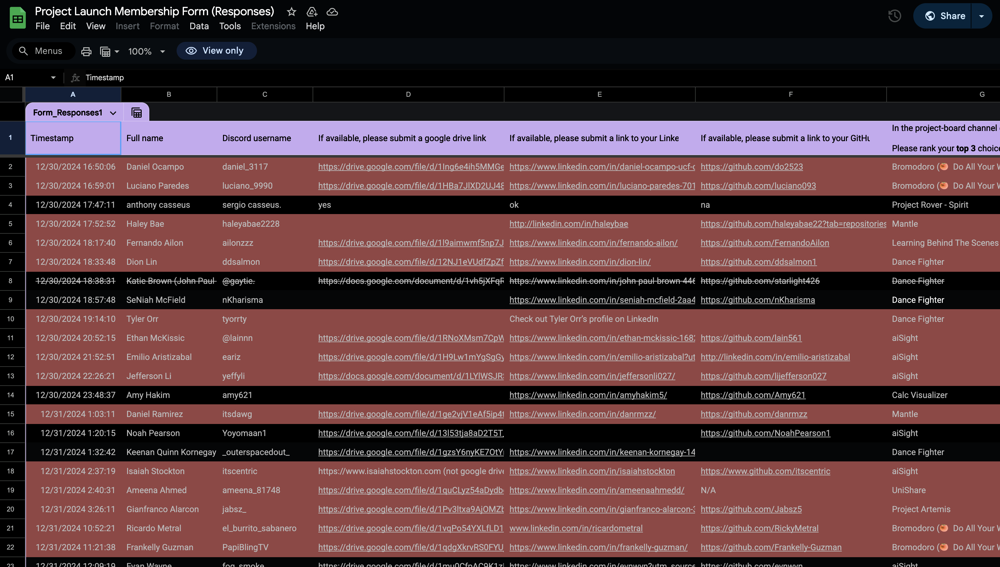 Project Launch Membership Form (Responses)
File Edit View Insert Format Data Tools Extensions Help
Share
Menus 100% View only
A1 fx Timestamp
A B C D E F G
Form_Responses1
1 Timestamp Full name Discord username If available, please submit a google drive link If available, please submit a link to your Linke If available, please submit a link to your GitHu In the project-board channel
Please rank your top 3 choice
2 12/30/2024 16:50:06 Daniel Ocampo daniel_3117 https://drive.google.com/file/d/1Ing6e4ih5MMGe https://www.linkedin.com/in/daniel-ocampo-ucf-c https://github.com/do2523 Bromodoro (🍅 Do All Your W
3 12/30/2024 16:59:01 Luciano Paredes luciano_9990 https://drive.google.com/file/d/1HBa7JlXD2UJ48 https://www.linkedin.com/in/luciano-paredes-701 https://github.com/luciano093 Bromodoro (🍅 Do All Your W
4 12/30/2024 17:47:11 anthony casseus sergio casseus. yes ok na Project Rover - Spirit
5 12/30/2024 17:52:52 Haley Bae haleyabae2228 http://linkedin.com/in/haleybae https://github.com/haleyabae22?tab=repositories Mantle
6 12/30/2024 18:17:40 Fernando Ailon ailonzzz https://drive.google.com/file/d/1l9aimwmf5np7J https://www.linkedin.com/in/fernando-ailon/ https://github.com/FernandoAilon Learning Behind The Scenes
7 12/30/2024 18:33:48 Dion Lin ddsalmon https://drive.google.com/file/d/12NJ1eVUdfZpZf https://www.linkedin.com/in/dion-lin/ https://github.com/ddsalmon1 Dance Fighter
8 12/30/2024 18:38:31 Katie Brown (John Paul @gaytie. https://docs.google.com/document/d/1vh5jXFqR https://www.linkedin.com/in/john-paul-brown-446 https://github.com/starlight426 Dance Fighter
9 12/30/2024 18:57:48 SeNiah McField nKharisma https://www.linkedin.com/in/seniah-mcfield-2aa4 https://github.com/nKharisma Dance Fighter
10 12/30/2024 19:14:10 Tyler Orr tyorrty Check out Tyler Orr’s profile on LinkedIn Dance Fighter
11 12/30/2024 20:52:15 Ethan McKissic @lainnn https://drive.google.com/file/d/1RNoXMsm7CpW https://www.linkedin.com/in/ethan-mckissic-1682 https://github.com/lain561 aiSight
12 12/30/2024 21:52:51 Emilio Aristizabal eariz https://drive.google.com/file/d/1H9Lw1mYgSgGy https://www.linkedin.com/in/emilio-aristizabal?ut http://linkedin.com/in/emilio-aristizabal aiSight
13 12/30/2024 22:26:21 Jefferson Li yeffyli https://docs.google.com/document/d/1LYlWSJRS https://www.linkedin.com/in/jeffersonli027/ https://github.com/lijefferson027 aiSight
14 12/30/2024 23:48:37 Amy Hakim amy621 https://www.linkedin.com/in/amyhakim5/ https://github.com/Amy621 Calc Visualizer
15 12/31/2024 1:03:11 Daniel Ramirez itsdawg https://drive.google.com/file/d/1ge2vjV1eAf5ip4t https://www.linkedin.com/in/danrmzz/ https://github.com/danrmzz Mantle
16 12/31/2024 1:20:15 Noah Pearson Yoyomaan1 https://drive.google.com/file/d/13l53tja8aD2T5T_ https://github.com/NoahPearson1 aiSight
17 12/31/2024 1:32:42 Keenan Quinn Kornegay _outerspacedout_ https://drive.google.com/file/d/1gzsY6nyKE7OtY https://www.linkedin.com/in/keenan-kornegay-14 Dance Fighter
18 12/31/2024 2:37:19 Isaiah Stockton itscentric https://www.isaiahstockton.com (not google drive https://www.linkedin.com/in/isaiahstockton https://www.github.com/itscentric aiSight
19 12/31/2024 2:40:31 Ameena Ahmed ameena_81748 https://drive.google.com/file/d/1quCLyz54aDydb https://www.linkedin.com/in/ameenaahmedd/ N/A UniShare
20 12/31/2024 3:26:11 Gianfranco Alarcon jabsz_ https://drive.google.com/file/d/1Pv3ltxa9AjOMZb https://www.linkedin.com/in/gianfranco-alarcon-3 https://github.com/Jabsz5 Project Artemis
21 12/31/2024 10:52:21 Ricardo Metral el_burrito_sabanero https://drive.google.com/file/d/1vqPo54YXLfLD1 www.linkedin.com/in/ricardometral https://github.com/RickyMetral Bromodoro (🍅 Do All Your W
22 12/31/2024 11:21:38 Frankelly Guzman PapiBlingTV https://drive.google.com/file/d/1qdgXkrvRS0FYU https://www.linkedin.com/in/frankelly-guzman/ https://github.com/Frankelly-Guzman Bromodoro (🍅 Do All Your W
23 12/31/2024 12:09:19 Evan Wayne fog_smoke https://drive.google.com/file/d/1mu0CfpAC9K1z https://www.linkedin.com/in/evnwyn?utm_source https://github.com/evnwyn aiSight